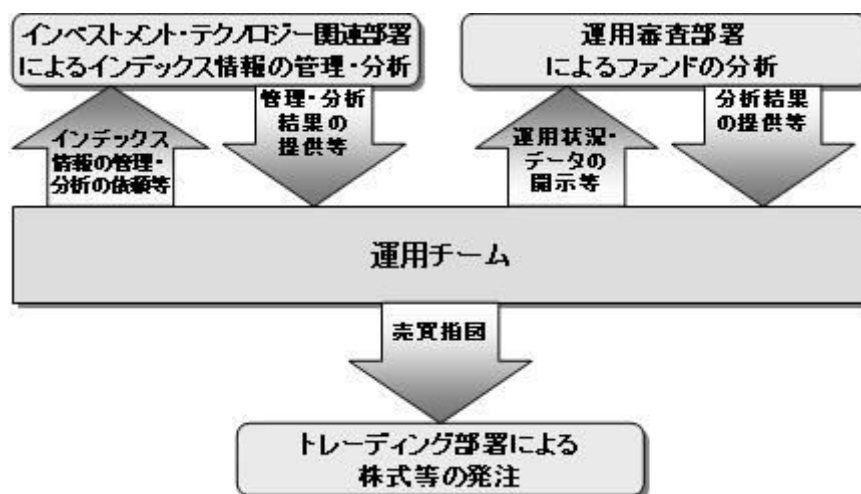 インベストメント・テクノロジー関連部署
によるインデックス情報の管理・分析
運用審査部署
によるファンドの分析
インデックス
情報の管理・
分析の依頼等
管理・分析
結果の
提供等
運用状況・
データの
開示等
分析結果
の提供等
運用チーム
売買指図
トレーディング部署による
株式等の発注